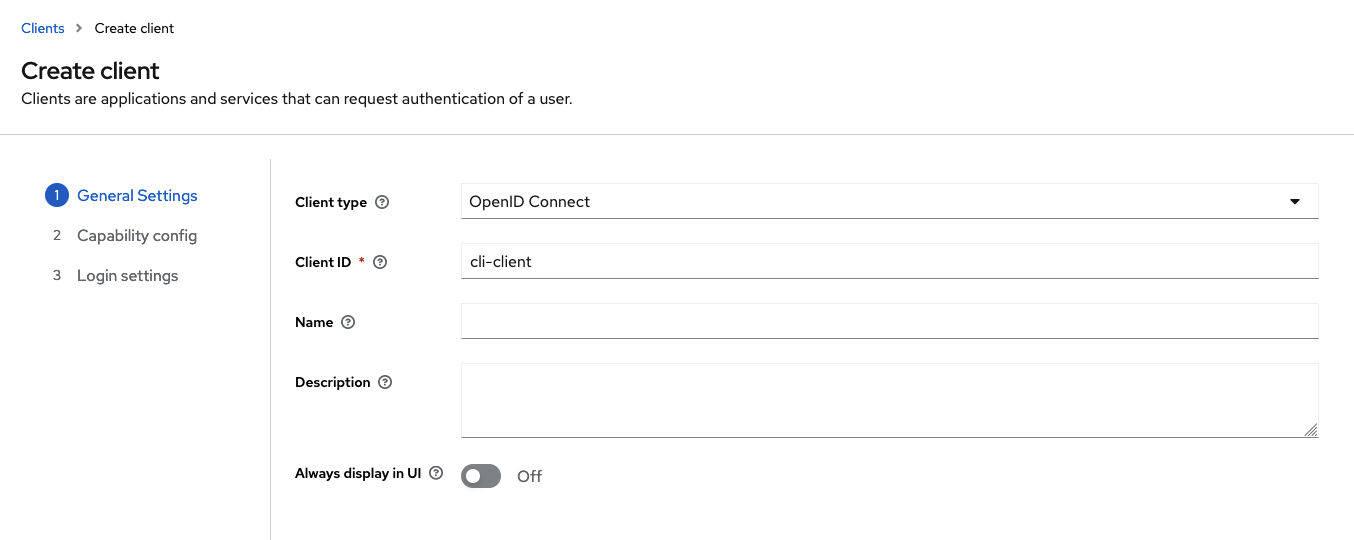 Clients > Create client
Create client
Clients are applications and services that can request authentication of a user.
1 General Settings
2 Capability config
3 Login settings
Client type ?
OpenID Connect
Client ID * ?
cli-client
Name ?
Description ?
Always display in UI ?
Off